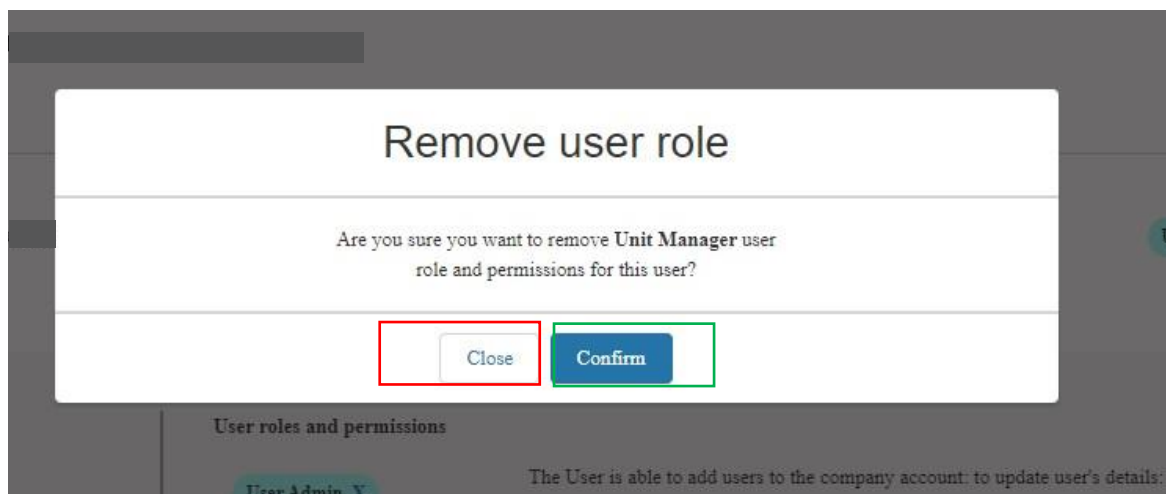 Remove user role
Are you sure you want to remove Unit Manager user
role and permissions for this user?
Close Confirm
User roles and permissions
The User is able to add users to the company account: to update user's details:
User Admin X